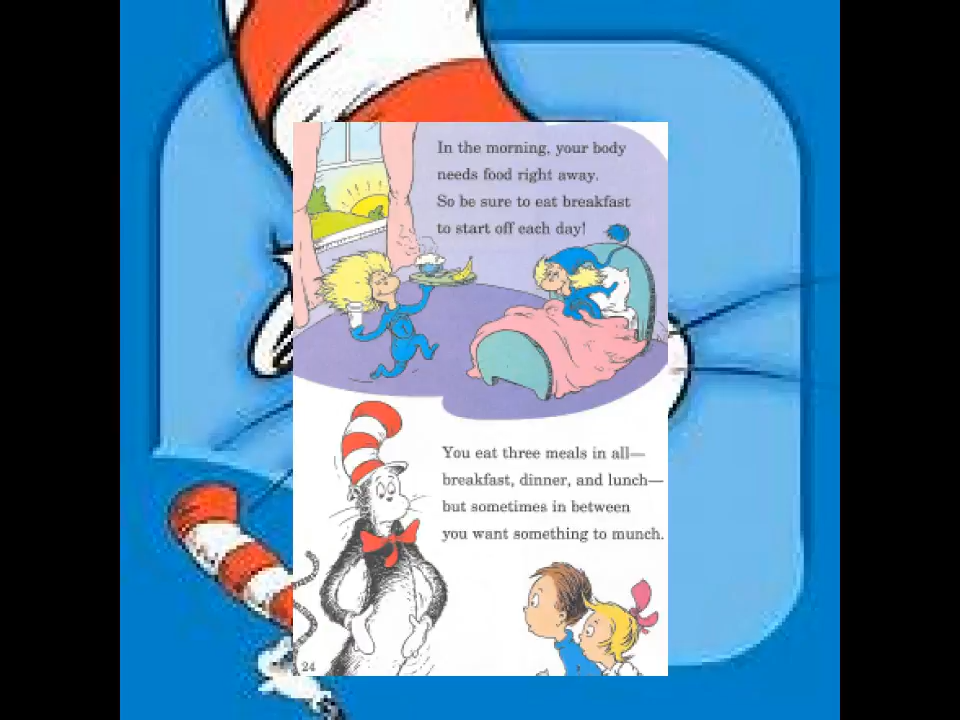 In the morning, your body
needs food right away.
So be sure to eat breakfast
to start off each day!
You eat three meals in all—
breakfast, dinner, and lunch—
but sometimes in between
you want something to munch.
24